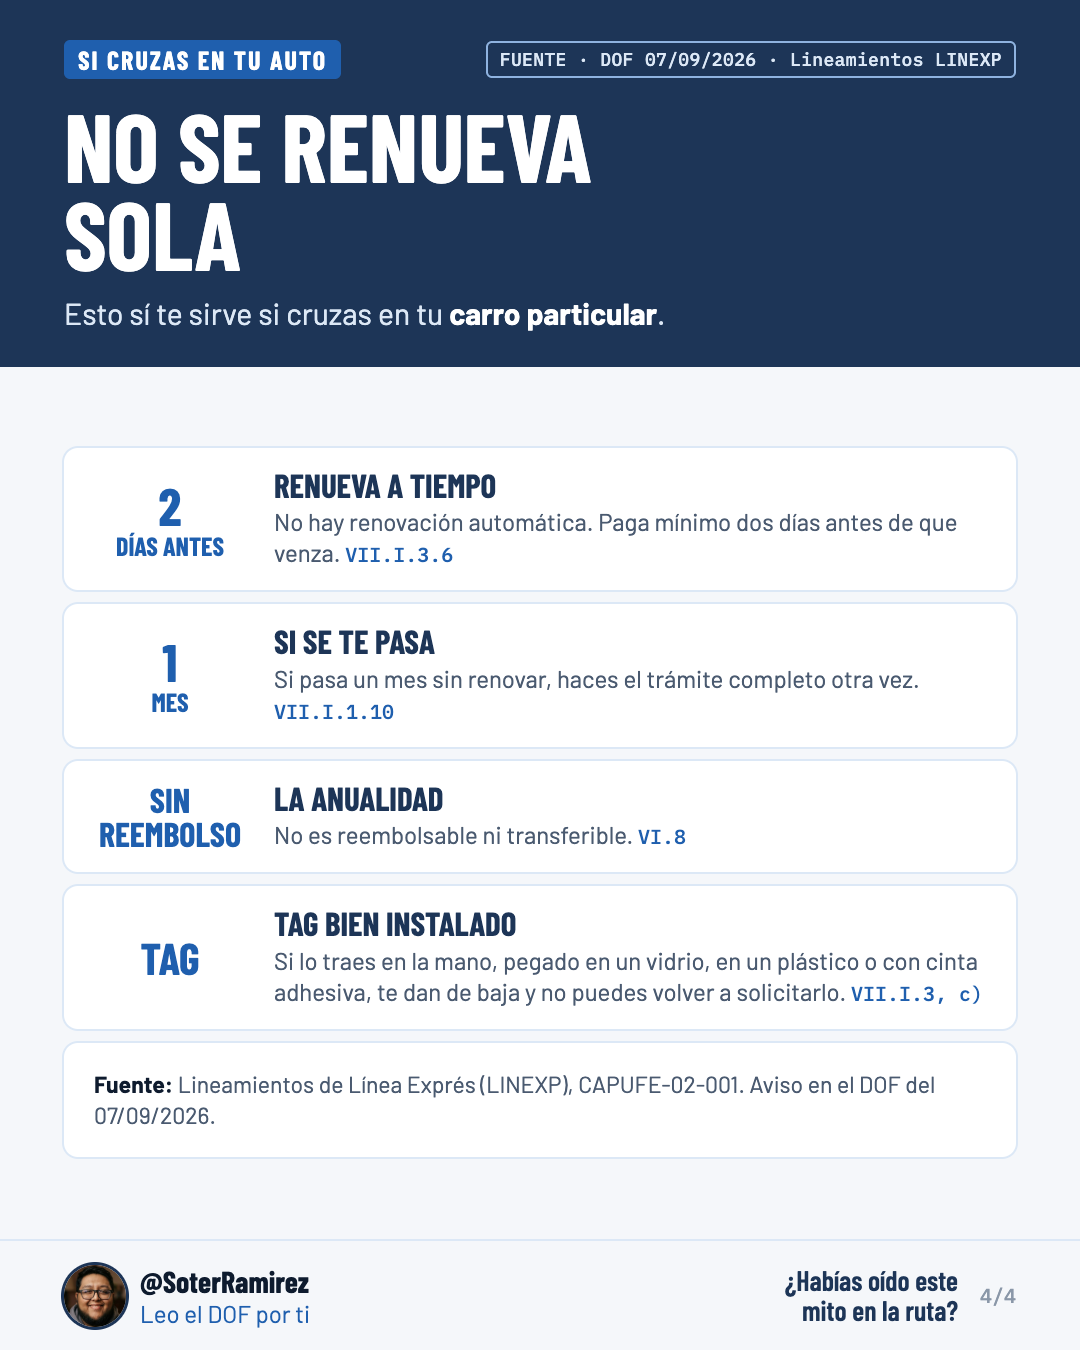 SI CRUZAS EN TU AUTO
FUENTE · DOF 07/09/2026 · Lineamientos LINEXP
NO SE RENUEVA
SOLA
Esto sí te sirve si cruzas en tu carro particular.
2
DÍAS ANTES
RENUEVA A TIEMPO
No hay renovación automática. Paga mínimo dos días antes de que
venza. VII.I.3.6
1
MES
SI SE TE PASA
Si pasa un mes sin renovar, haces el trámite completo otra vez.
VII.I.1.10
SIN
REEMBOLSO
LA ANUALIDAD
No es reembolsable ni transferible. VI.8
TAG
TAG BIEN INSTALADO
Si lo traes en la mano, pegado en un vidrio, en un plástico o con cinta
adhesiva, te dan de baja y no puedes volver a solicitarlo. VII.I.3, c)
Fuente: Lineamientos de Línea Exprés (LINEXP), CAPUFE-02-001. Aviso en el DOF del
07/09/2026.
@SoterRamirez
Leo el DOF por ti
¿Habías oído este
mito en la ruta?
4/4